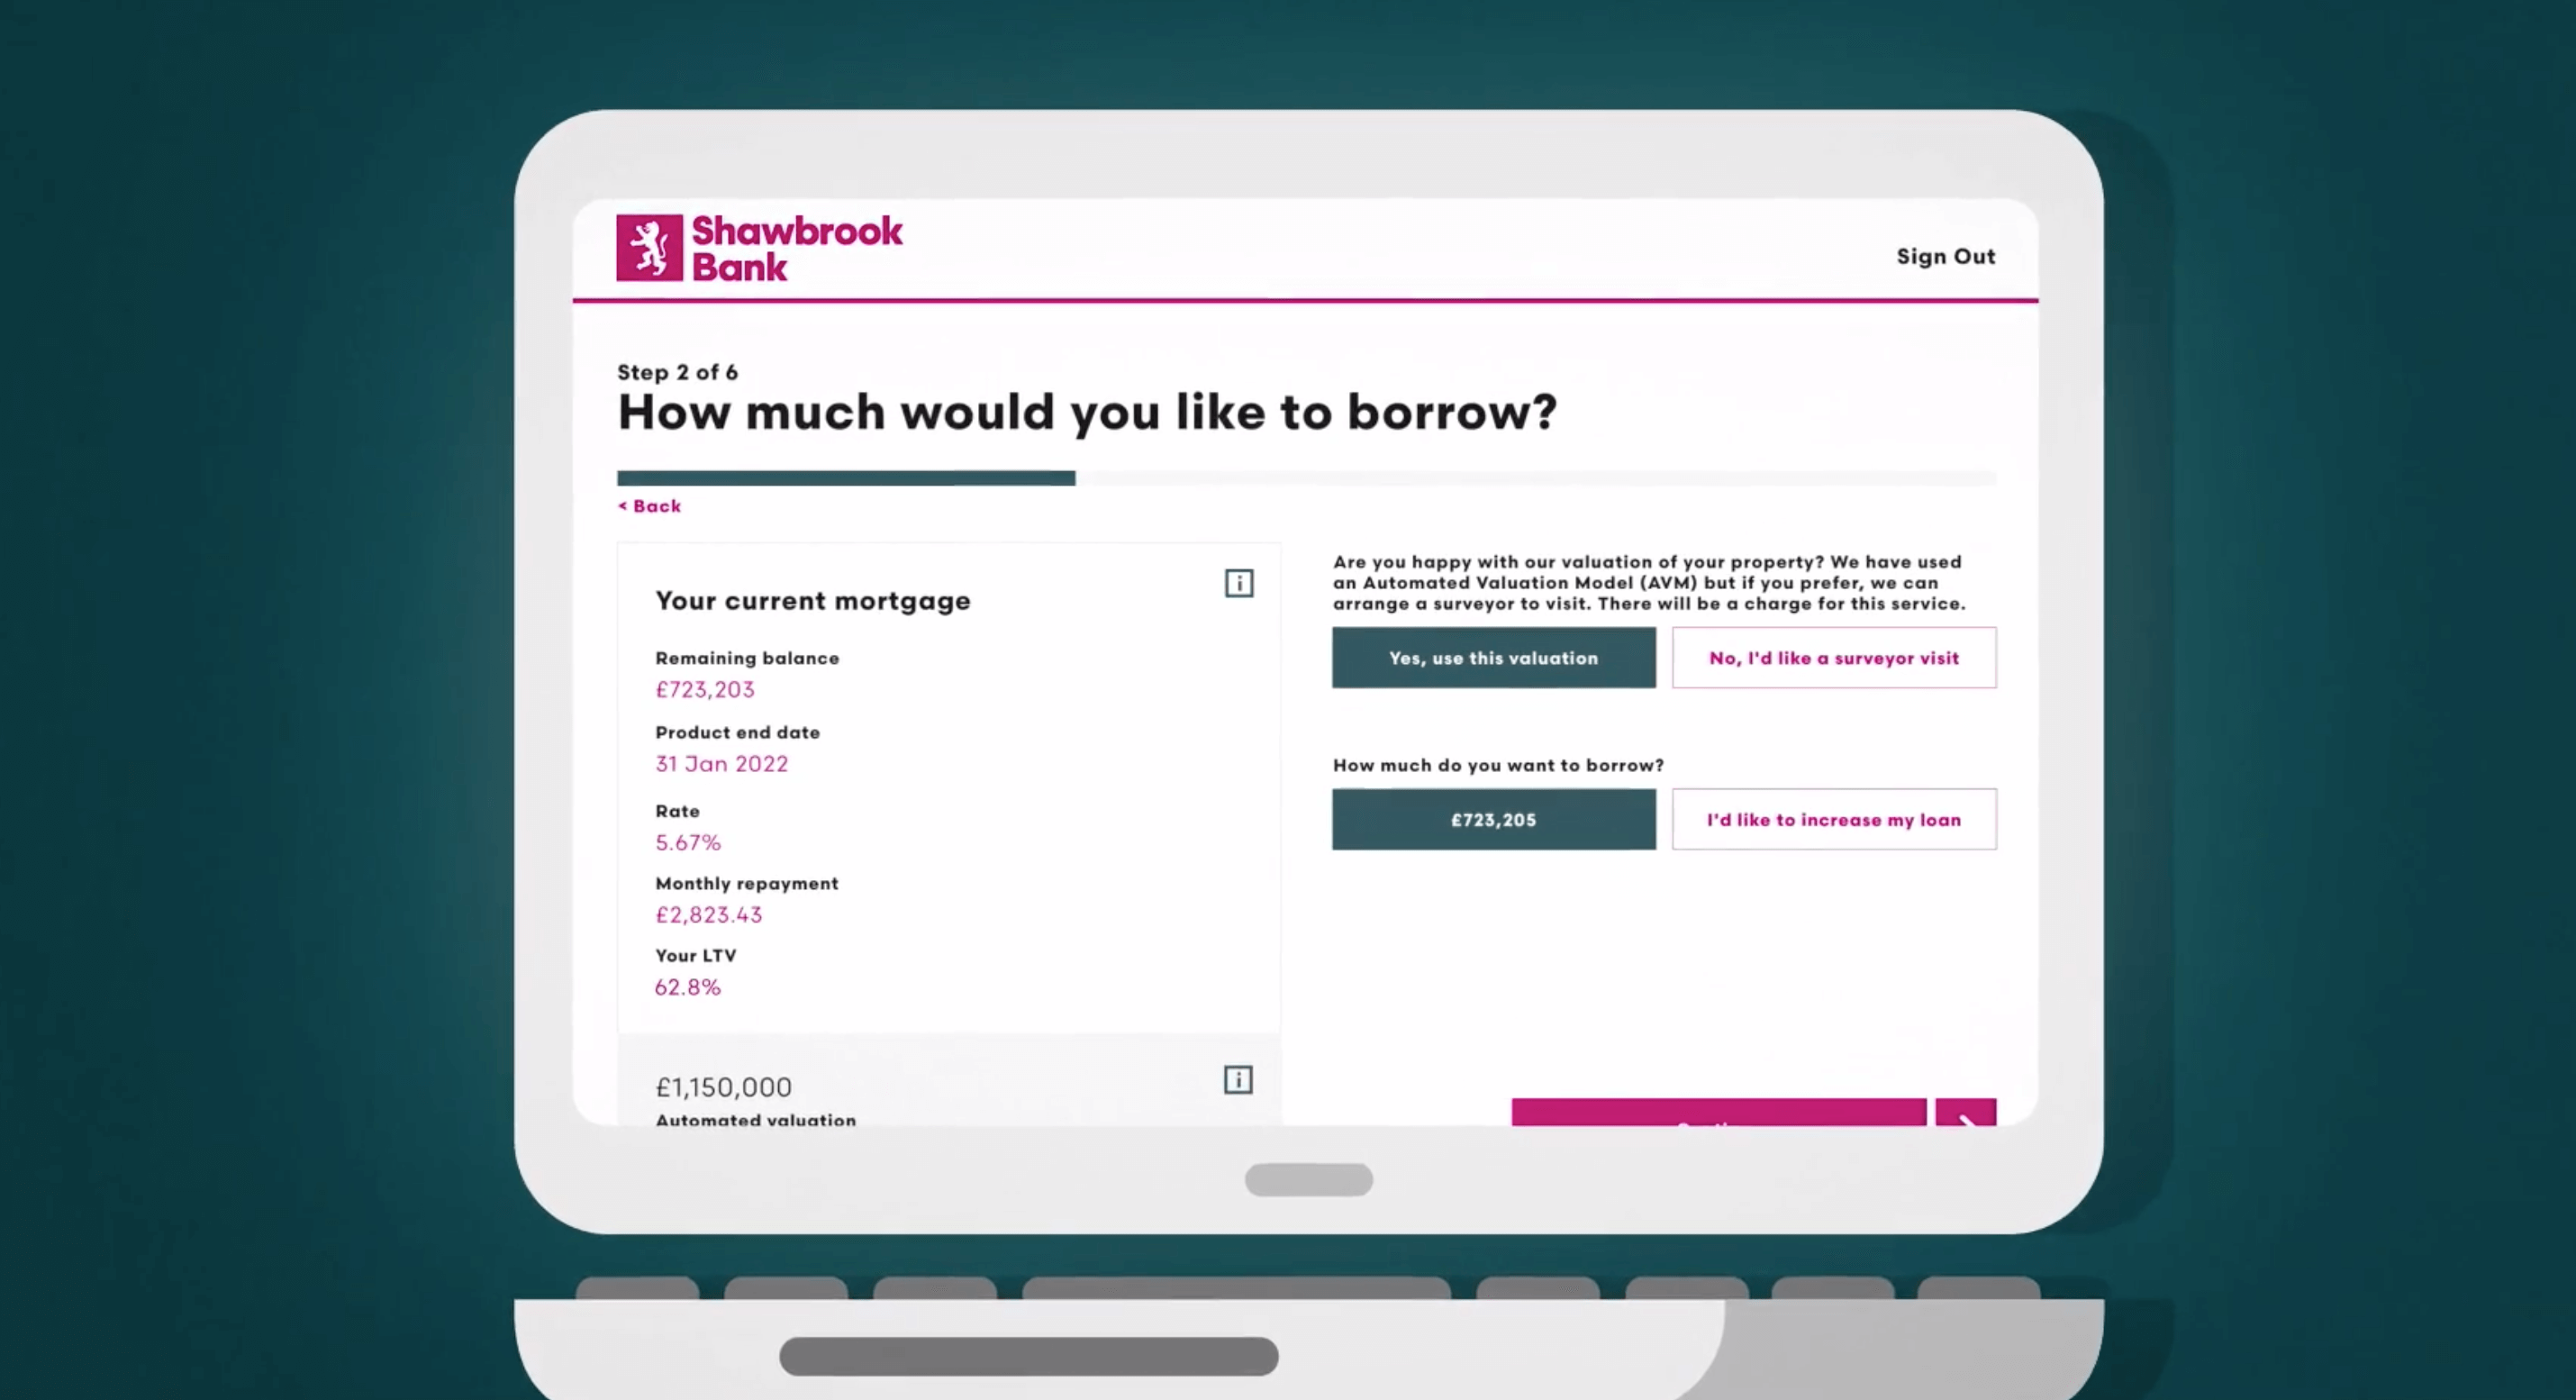 Shawbrook
Bank
Sign Out
Step 2 of 6
How much would you like to borrow?
< Back
Your current mortgage
i
Remaining balance
£723,203
Product end date
31 Jan 2022
Rate
5.67%
Monthly repayment
£2,823.43
Your LTV
62.8%
£1,150,000
i
Automated valuation
Are you happy with our valuation of your property? We have used
an Automated Valuation Model (AVM) but if you prefer, we can
arrange a surveyor to visit. There will be a charge for this service.
Yes, use this valuation
No, I'd like a surveyor visit
How much do you want to borrow?
£723,205
I'd like to increase my loan